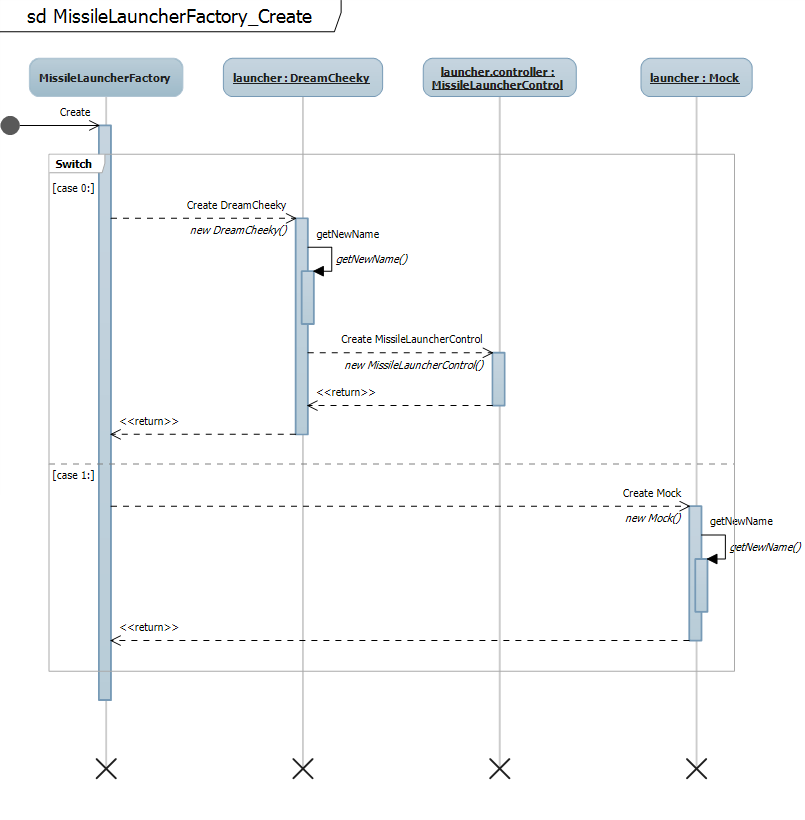 sd MissileLauncherFactory_Create
MissileLauncherFactory
launcher : DreamCheeky
launcher.controller :
MissileLauncherControl
launcher : Mock
Create
Switch
[case 0:]
Create DreamCheeky
new DreamCheeky()
getNewName
getNewName()
Create MissileLauncherControl
new MissileLauncherControl()
<<return>>
<<return>>
[case 1:]
Create Mock
new Mock()
getNewName
getNewName()
<<return>>